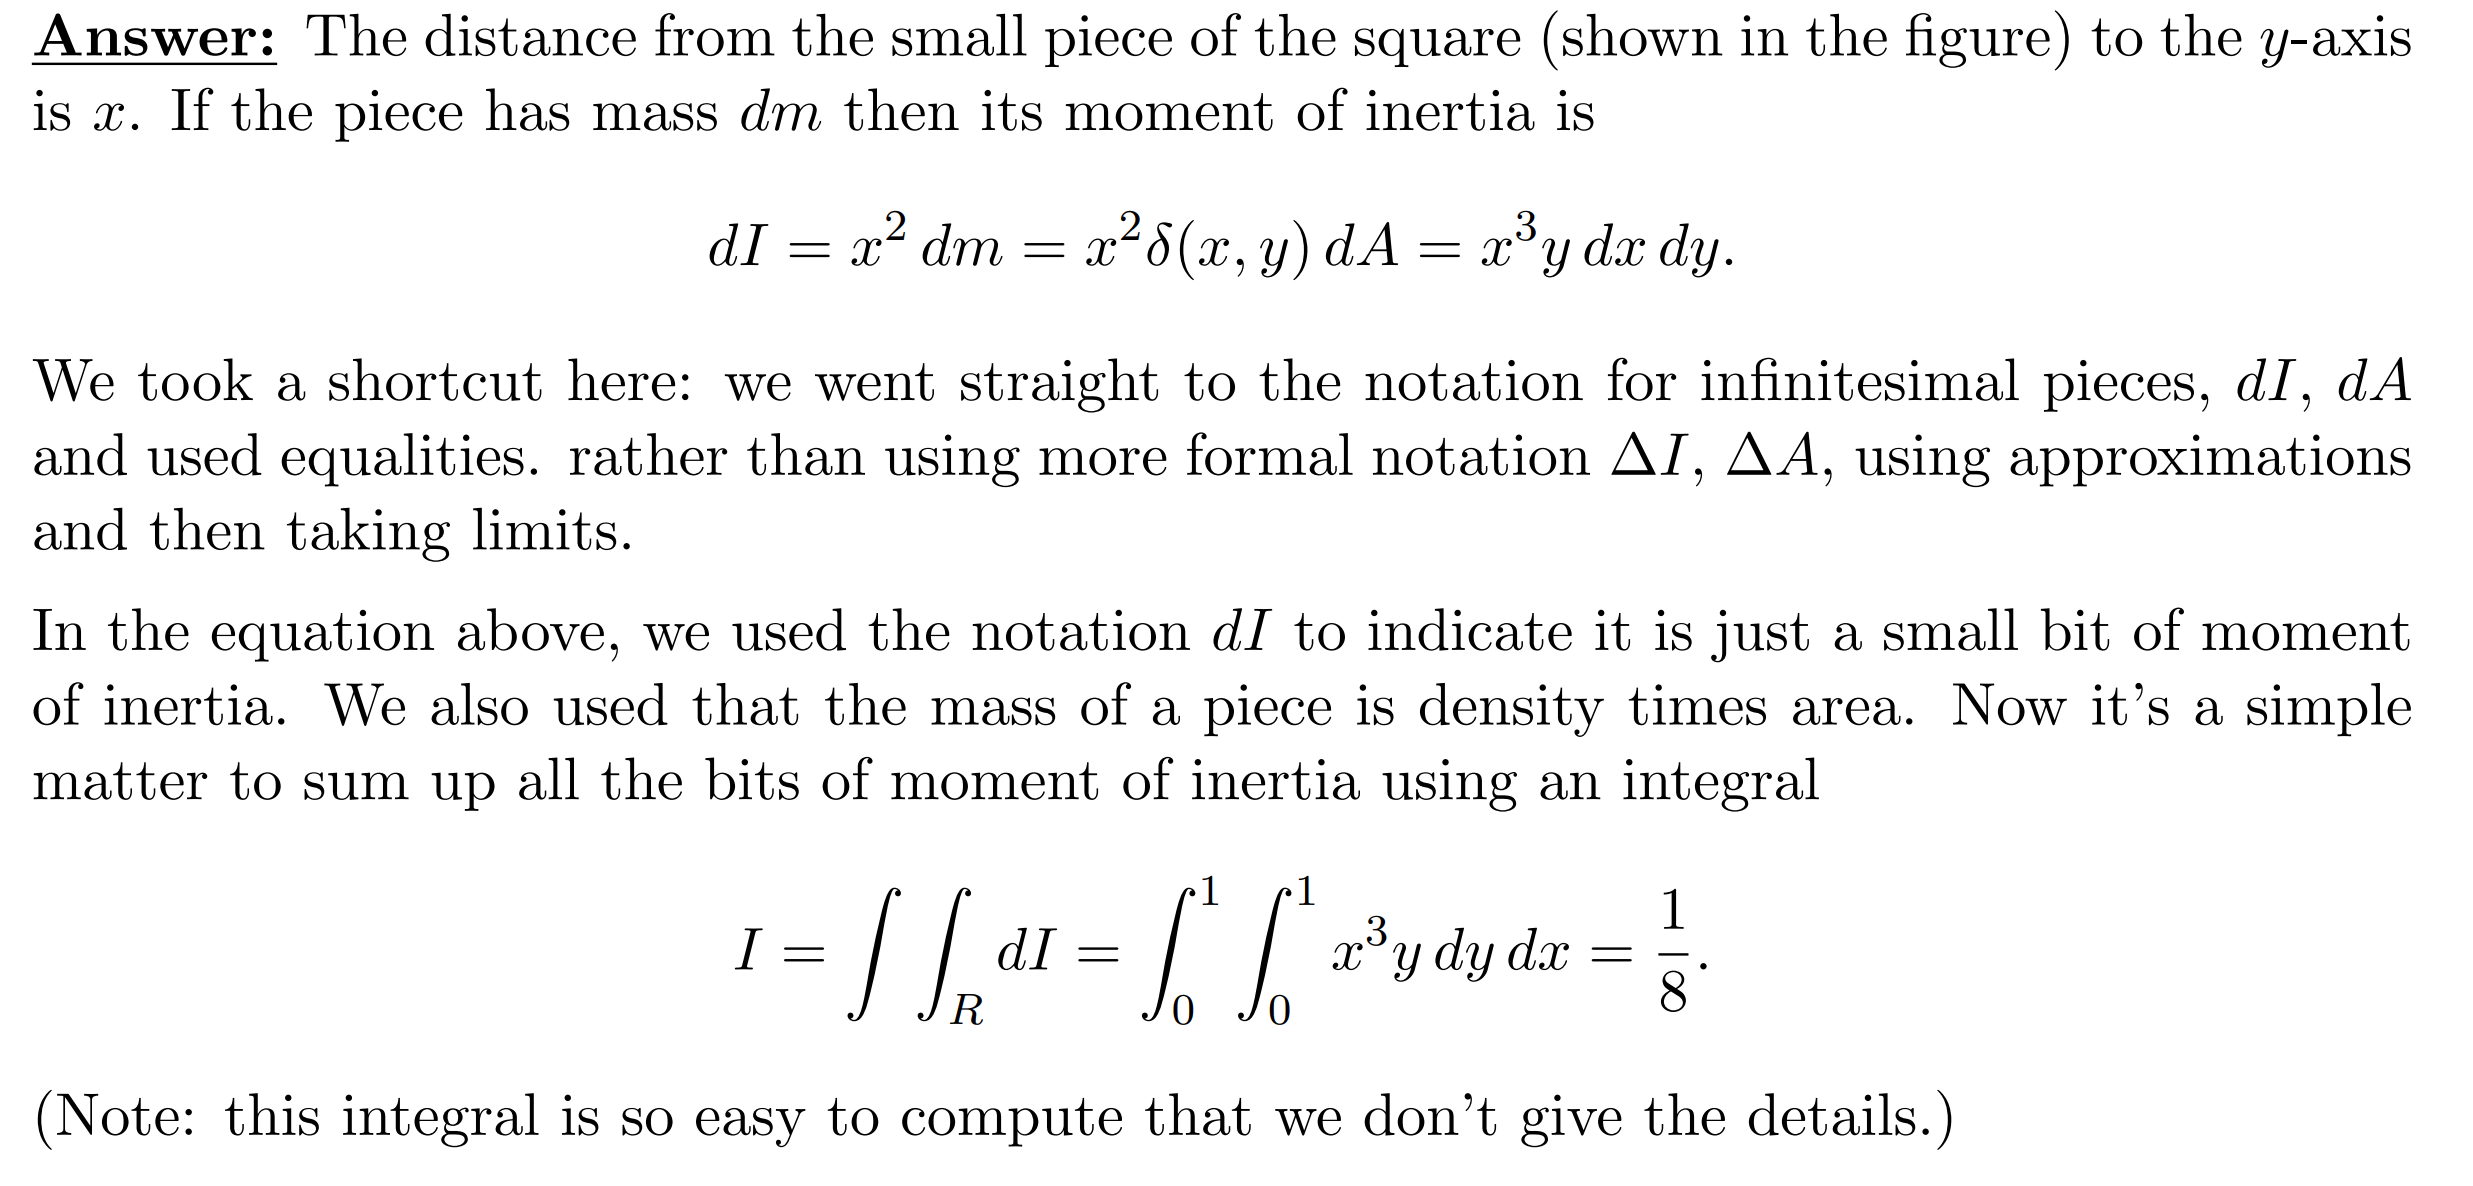 Answer: The distance from the small piece of the square (shown in the figure) to the y-axis
is x. If the piece has mass dm then its moment of inertia is
dI = x² dm = x²δ(x, y) dA = x³y dx dy.
We took a shortcut here: we went straight to the notation for infinitesimal pieces, dI, dA
and used equalities. rather than using more formal notation ΔI, ΔA, using approximations
and then taking limits.
In the equation above, we used the notation dI to indicate it is just a small bit of moment
of inertia. We also used that the mass of a piece is density times area. Now it’s a simple
matter to sum up all the bits of moment of inertia using an integral
I = ∫∫_R dI = ∫₀¹ ∫₀¹ x³y dy dx = 1/8.
(Note: this integral is so easy to compute that we don’t give the details.)